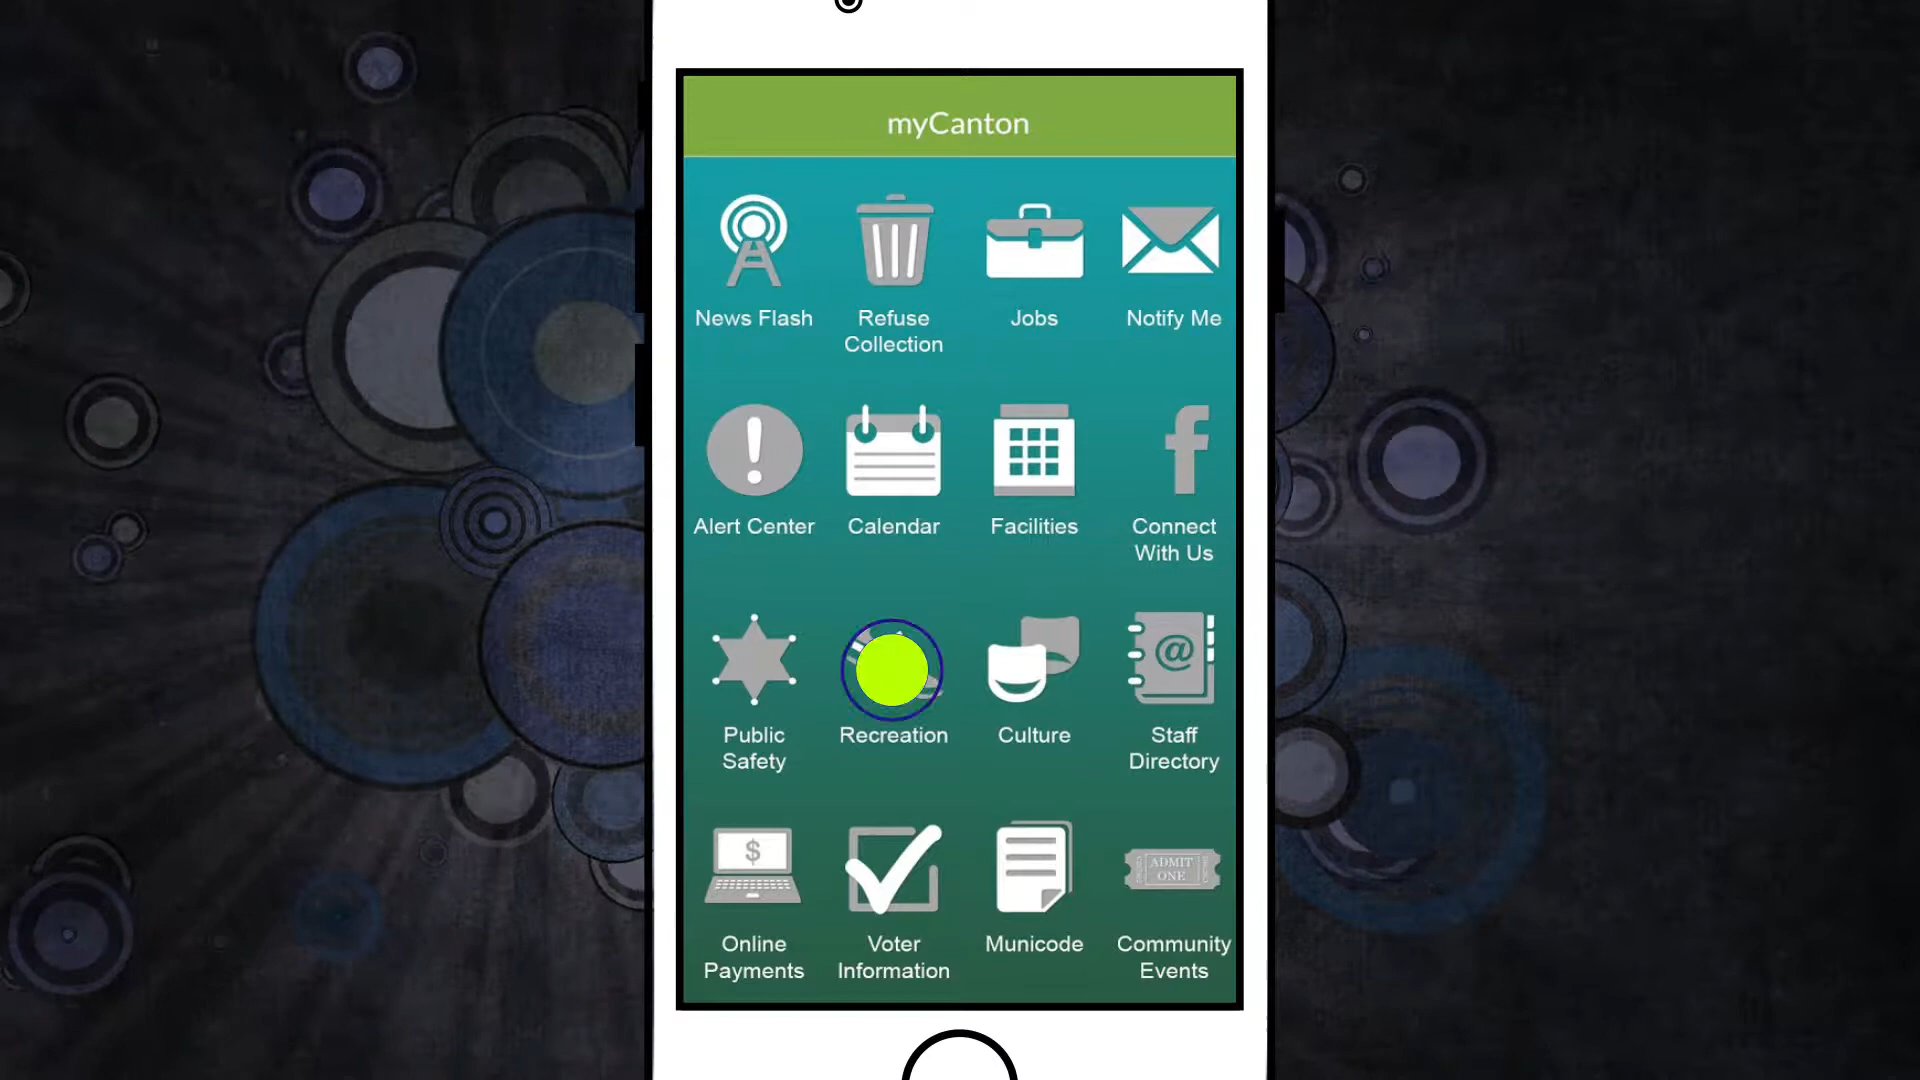 myCanton
News Flash
Refuse
Collection
Jobs
Notify Me
Alert Center
Calendar
Facilities
Connect
With Us
Public
Safety
Recreation
Culture
@
Staff
Directory
$
Online
Payments
Voter
Information
Municode
ADMIT
ONE
Community
Events